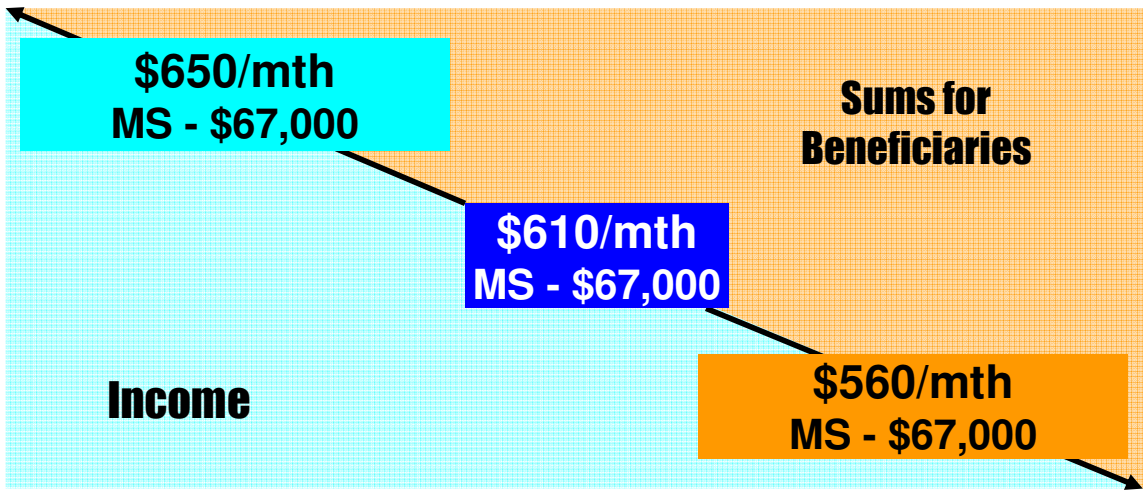 $650/mth
MS - $67,000
Sums for
Beneficiaries
$610/mth
MS - $67,000
Income
$560/mth
MS - $67,000